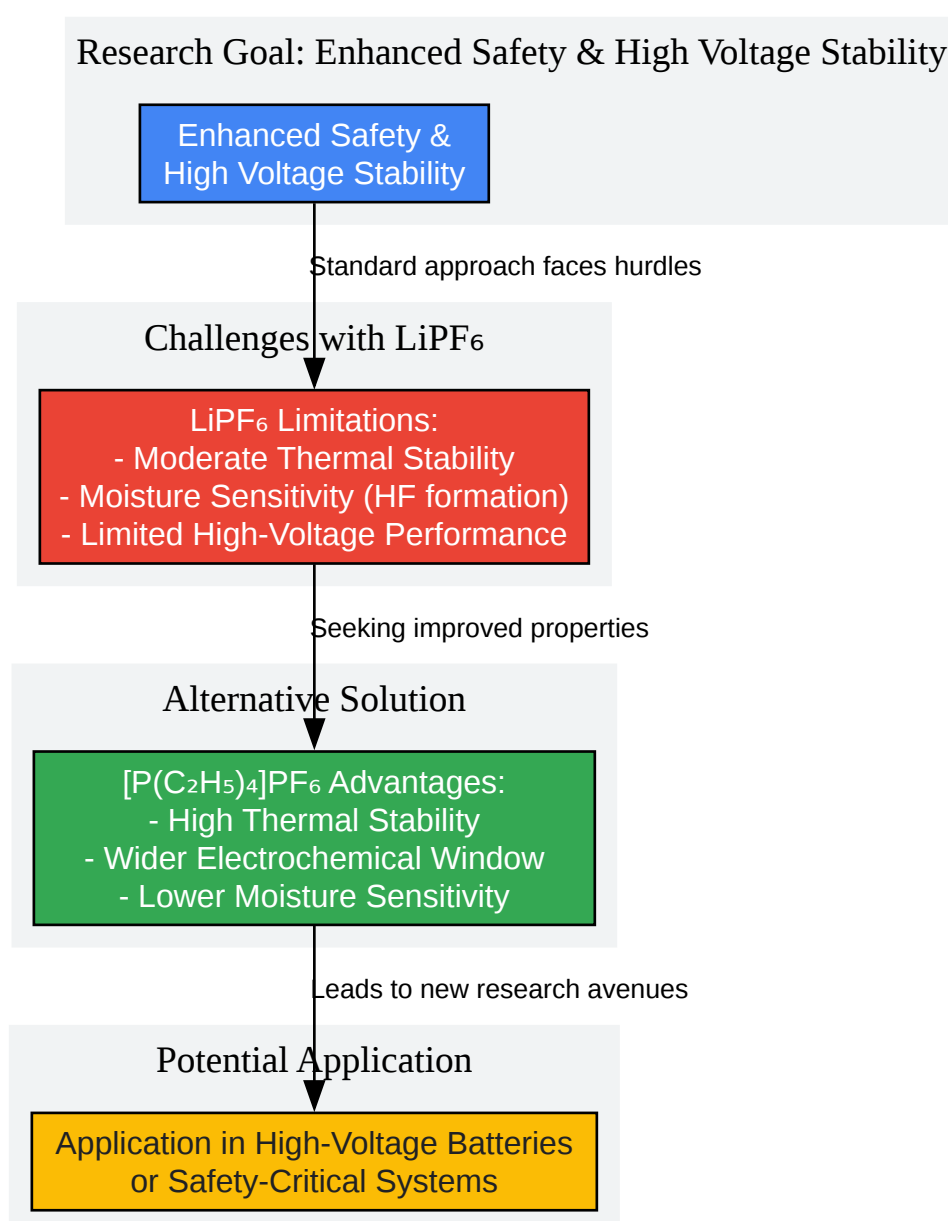 Research Goal: Enhanced Safety & High Voltage Stability
Enhanced Safety &
High Voltage Stability
Standard approach faces hurdles
Challenges with LiPF₆
LiPF₆ Limitations:
- Moderate Thermal Stability
- Moisture Sensitivity (HF formation)
- Limited High-Voltage Performance
Seeking improved properties
Alternative Solution
[P(C₂H₅)₄]PF₆ Advantages:
- High Thermal Stability
- Wider Electrochemical Window
- Lower Moisture Sensitivity
Leads to new research avenues
Potential Application
Application in High-Voltage Batteries
or Safety-Critical Systems